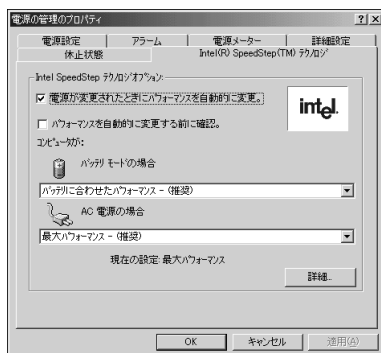 電源の管理のプロパティ
電源設定 アラーム 電源メーター 詳細設定
休止状態 Intel(R) SpeedStep(TM) テクノロジ
Intel SpeedStep テクノロジ オプション:
電源が変更されたときにパフォーマンスを自動的に変更。
パフォーマンスを自動的に変更する前に確認。
intel.
コンピュータが:
バッテリ モードの場合
バッテリに合わせたパフォーマンス - (推奨)
AC 電源の場合
最大パフォーマンス - (推奨)
現在の設定: 最大パフォーマンス
詳細...
OK キャンセル 適用(A)